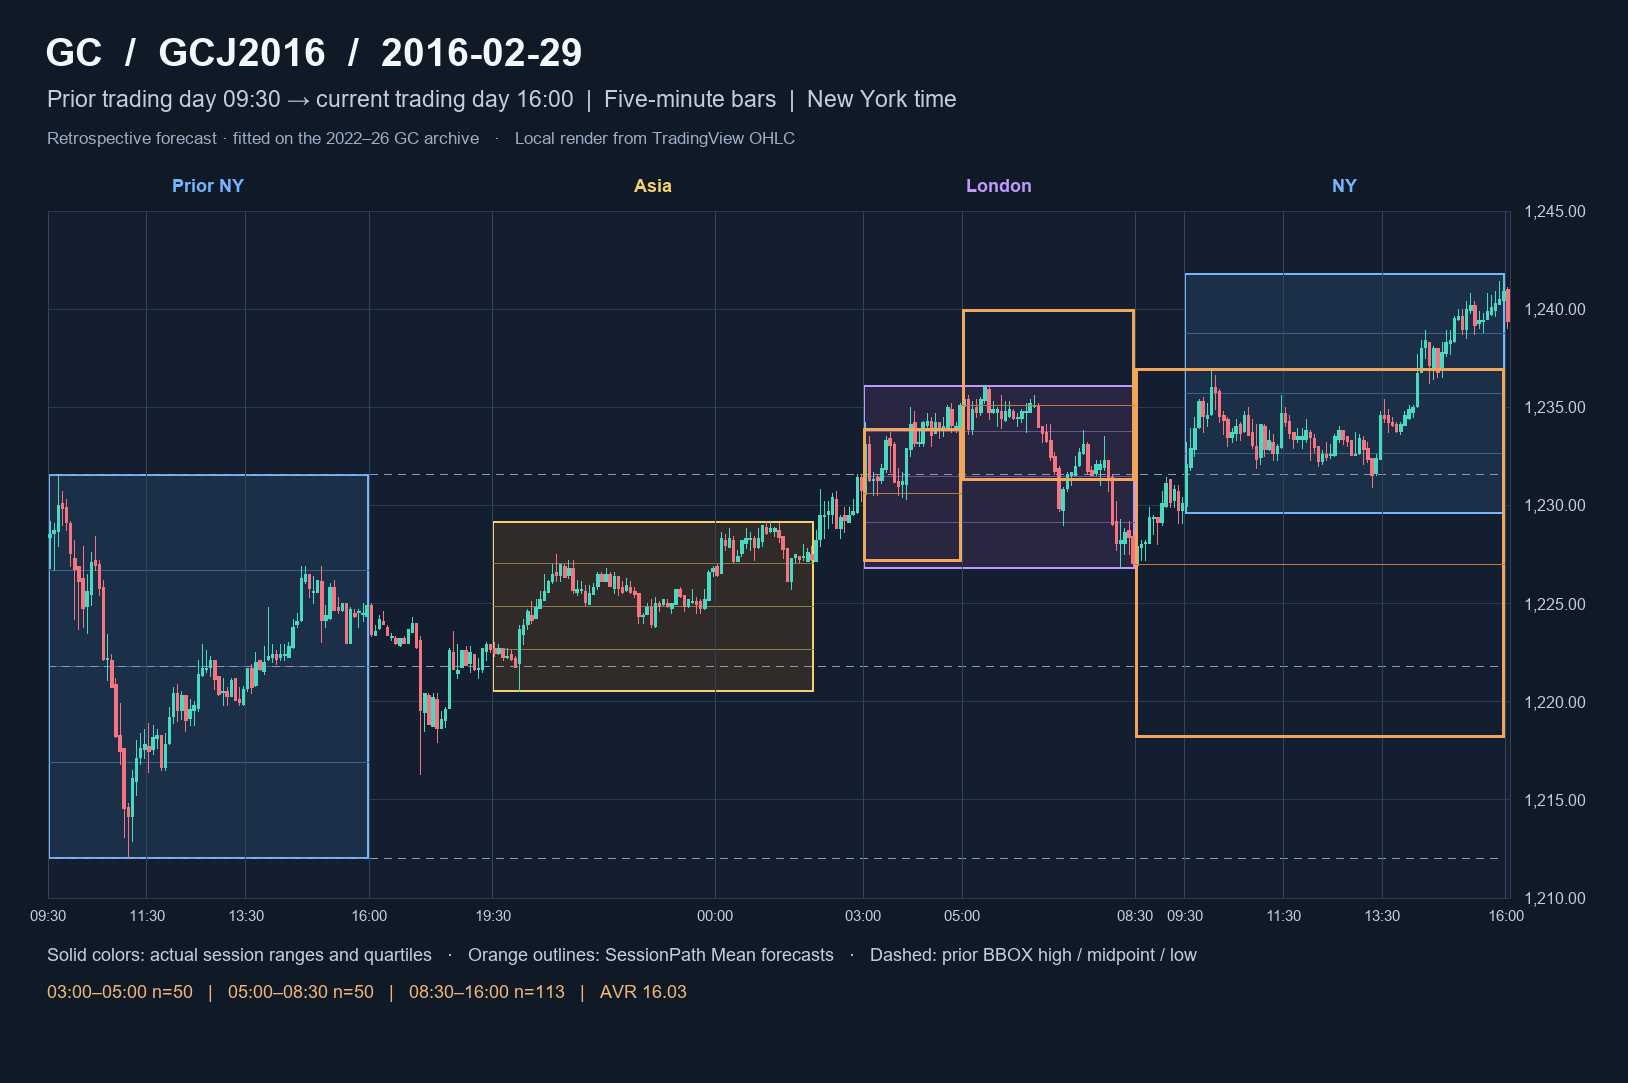 GC / GCJ2016 / 2016-02-29
Prior trading day 09:30 → current trading day 16:00 | Five-minute bars | New York time
Retrospective forecast · fitted on the 2022–26 GC archive · Local render from TradingView OHLC
Prior NY
Asia
London
NY
1,245.00
1,240.00
1,235.00
1,230.00
1,225.00
1,220.00
1,215.00
1,210.00
09:30 11:30 13:30 16:00 19:30 00:00 03:00 05:00 08:30 09:30 11:30 13:30 16:00
Solid colors: actual session ranges and quartiles · Orange outlines: SessionPath Mean forecasts · Dashed: prior BBOX high / midpoint / low
03:00–05:00 n=50 | 05:00–08:30 n=50 | 08:30–16:00 n=113 | AVR 16.03